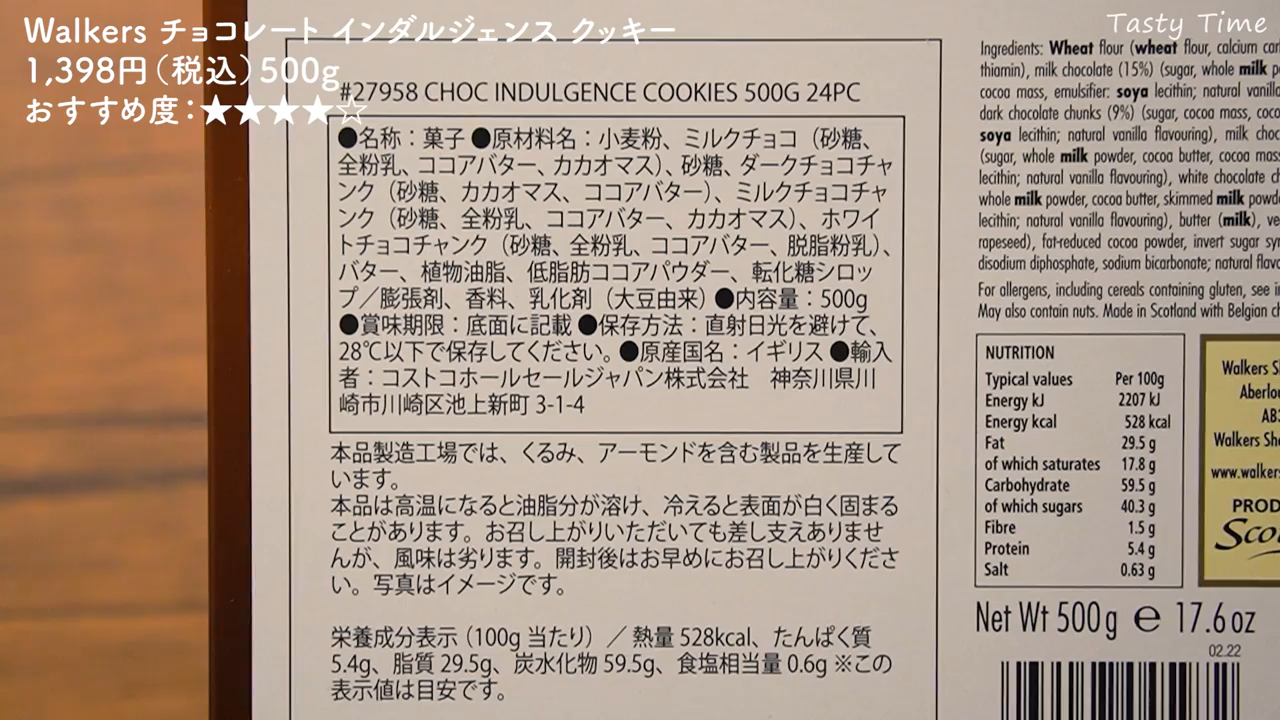 Walkers チョコレート インダルジェンス クッキー
1,398円（税込）500g
おすすめ度：★★★★☆
Tasty Time
#27958 CHOC INDULGENCE COOKIES 500G 24PC
●名称：菓子 ●原材料名：小麦粉、ミルクチョコ（砂糖、
全粉乳、ココアバター、カカオマス）、砂糖、ダークチョコチャ
ンク（砂糖、カカオマス、ココアバター）、ミルクチョコチャ
ンク（砂糖、全粉乳、ココアバター、カカオマス）、ホワイ
トチョコチャンク（砂糖、全粉乳、ココアバター、脱脂粉乳）、
バター、植物油脂、低脂肪ココアパウダー、転化糖シロッ
プ／膨張剤、香料、乳化剤（大豆由来）●内容量：500g
●賞味期限：底面に記載 ●保存方法：直射日光を避けて、
28℃以下で保存してください。●原産国名：イギリス ●輸入
者：コストコホールセールジャパン株式会社　神奈川県川
崎市川崎区池上新町 3-1-4
本品製造工場では、くるみ、アーモンドを含む製品を生産して
います。
本品は高温になると油脂分が溶け、冷えると表面が白く固まる
ことがあります。お召し上がりいただいても差し支えありませ
んが、風味は劣ります。開封後はお早めにお召し上がりくださ
い。写真はイメージです。
栄養成分表示（100g 当たり）／熱量 528kcal、たんぱく質
5.4g、脂質 29.5g、炭水化物 59.5g、食塩相当量 0.6g ※この
表示値は目安です。
Ingredients: Wheat flour (wheat flour, calcium
thiamin), milk chocolate (15%) (sugar, whole milk
cocoa mass, emulsifier: soya lecithin; natural
dark chocolate chunks (9%) (sugar, cocoa mass,
soya lecithin; natural vanilla flavouring), milk
(sugar, whole milk powder, cocoa butter, cocoa
lecithin; natural vanilla flavouring), white chocolate
whole milk powder, cocoa butter, skimmed milk
lecithin; natural vanilla flavouring), butter (milk),
rapeseed), fat-reduced cocoa powder, invert sugar
disodium diphosphate, sodium bicarbonate; natural
For allergens, including cereals containing gluten, see
May also contain nuts. Made in Scotland with Belgian
NUTRITION
Typical values Per 100g
Energy kJ 2207 kJ
Energy kcal 528 kcal
Fat 29.5 g
of which saturates 17.8 g
Carbohydrate 59.5 g
of which sugars 40.3 g
Fibre 1.5 g
Protein 5.4 g
Salt 0.63 g
Walkers
Walkers
Net Wt 500g e 17.6 oz
02.22